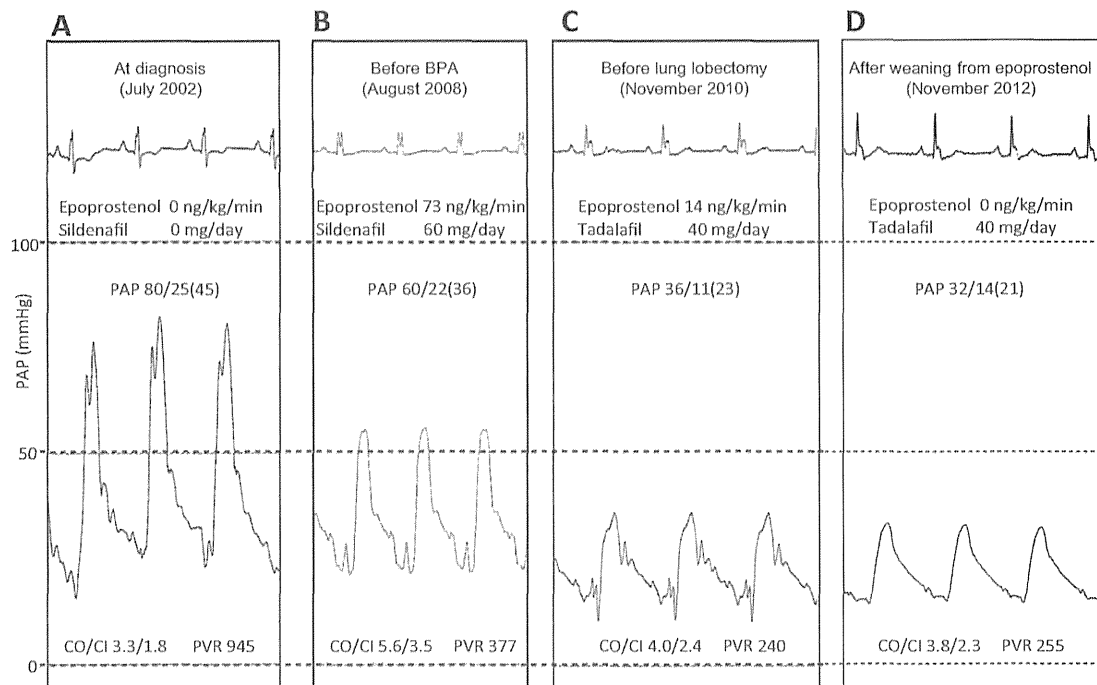 A
At diagnosis
(July 2002)
Epoprostenol 0 ng/kg/min
Sildenafil 0 mg/day
PAP 80/25(45)
CO/CI 3.3/1.8 PVR 945
B
Before BPA
(August 2008)
Epoprostenol 73 ng/kg/min
Sildenafil 60 mg/day
PAP 60/22(36)
CO/CI 5.6/3.5 PVR 377
C
Before lung lobectomy
(November 2010)
Epoprostenol 14 ng/kg/min
Tadalafil 40 mg/day
PAP 36/11(23)
CO/CI 4.0/2.4 PVR 240
D
After weaning from epoprostenol
(November 2012)
Epoprostenol 0 ng/kg/min
Tadalafil 40 mg/day
PAP 32/14(21)
CO/CI 3.8/2.3 PVR 255
100
50
0
PAP (mmHg)